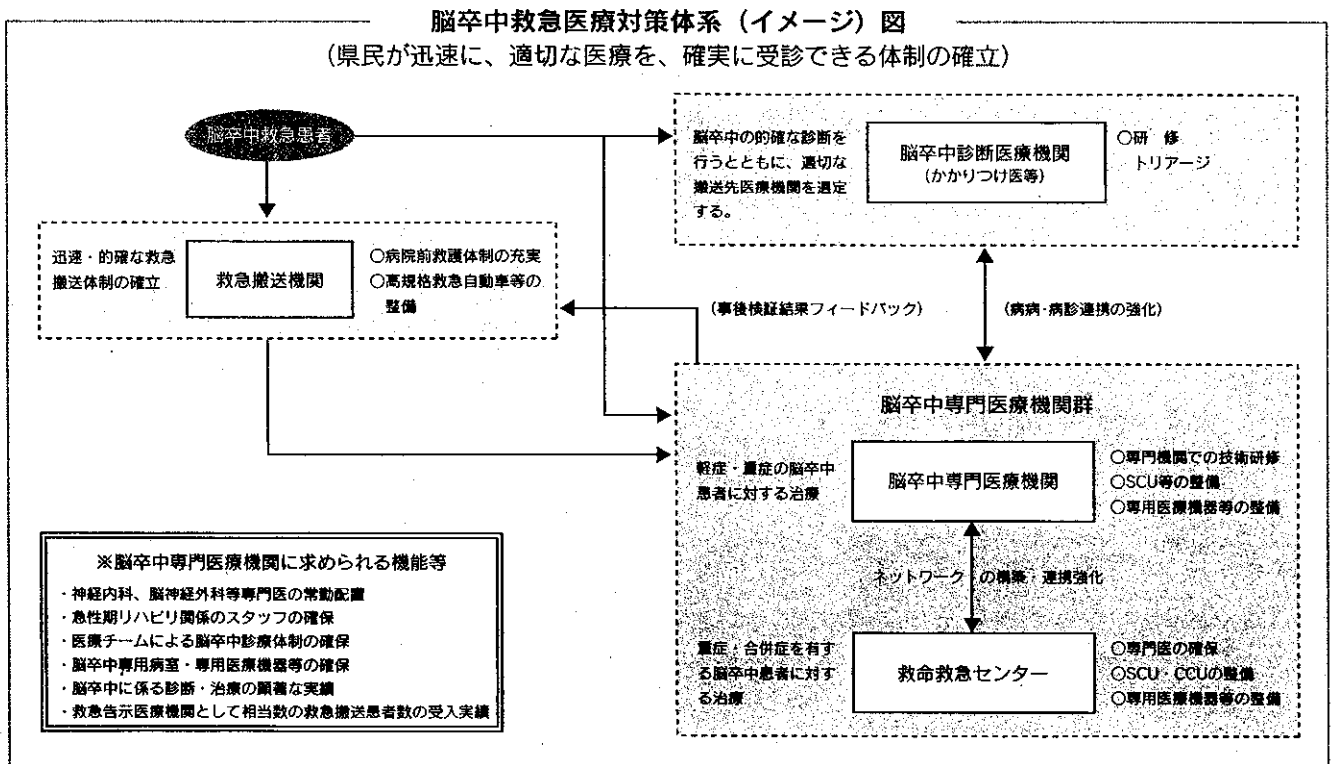 脳卒中救急医療対策体系（イメージ）図
（県民が迅速に、適切な医療を、確実に受診できる体制の確立）
脳卒中救急患者
脳卒中の的確な診断を
行うとともに、適切な
搬送先医療機関を選定
する。
脳卒中診断医療機関
（かかりつけ医等）
○研　修
トリアージ
迅速・的確な救急
搬送体制の確立
救急搬送機関
○病院前救護体制の充実
○高規格救急自動車等の
整備
（事後検証結果フィードバック）
（病病・病診連携の強化）
脳卒中専門医療機関群
軽症・重症の脳卒中
患者に対する治療
脳卒中専門医療機関
○専門機関での技術研修
○SCU等の整備
○専用医療機器等の整備
ネットワークの構築・連携強化
重症・合併症を有す
る脳卒中患者に対す
る治療
救命救急センター
○専門医の確保
○SCU・CCUの整備
○専用医療機器等の整備
※脳卒中専門医療機関に求められる機能等
・神経内科、脳神経外科等専門医の常勤配置
・急性期リハビリ関係のスタッフの確保
・医療チームによる脳卒中診療体制の確保
・脳卒中専用病室・専用医療機器等の確保
・脳卒中に係る診断・治療の顕著な実績
・救急告示医療機関として相当数の救急搬送患者数の受入実績